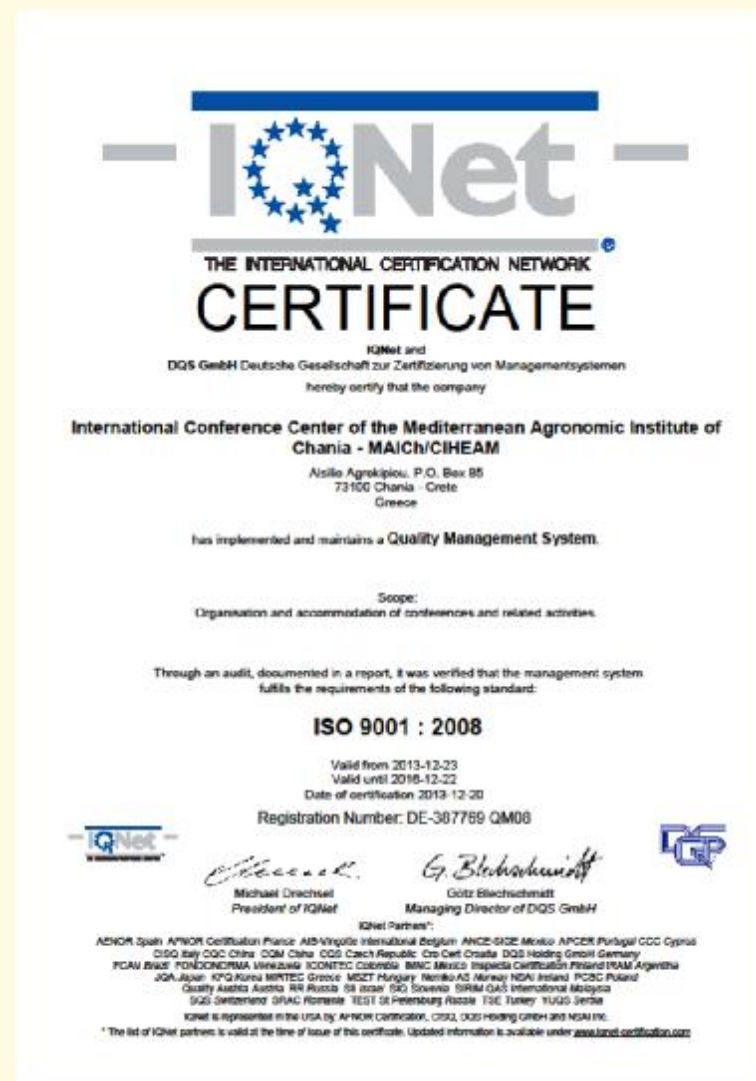 IQNet
THE INTERNATIONAL CERTIFICATION NETWORK
CERTIFICATE
IQNet and
DQS GmbH Deutsche Gesellschaft zur Zertifizierung von Managementsystemen
hereby certify that the company
International Conference Center of the Mediterranean Agronomic Institute of
Chania - MAICh/CIHEAM
Alsilio Agrokipiou, P.O. Box 85
73100 Chania - Crete
Greece
has implemented and maintains a Quality Management System.
Scope:
Organisation and accommodation of conferences and related activities.
Through an audit, documented in a report, it was verified that the management system
fulfills the requirements of the following standard:
ISO 9001 : 2008
Valid from 2013-12-23
Valid until 2016-12-22
Date of certification 2013-12-20
Registration Number: DE-387769 QM08
IQNet
G. Blechschmidt
Michael Drechsel
Götz Blechschmidt
President of IQNet
Managing Director of DQS GmbH
IQNet Partners*:
AENOR Spain AFNOR Certification France AIB-Vinçotte International Belgium ANCE-SIGE Mexico APCER Portugal CCC Cyprus
CISQ Italy CQC China CQM China CQS Czech Republic Cro Cert Croatia DQS Holding GmbH Germany
FCAV Brazil FONDONORMA Venezuela ICONTEC Colombia IMNC Mexico Inspecta Certification Finland IRAM Argentina
JQA Japan KFQ Korea MIRTEC Greece MSZT Hungary Nemko AS Norway NSAI Ireland PCBC Poland
Quality Austria Austria RR Russia SII Israel SIQ Slovenia SIRIM QAS International Malaysia
SQS Switzerland SRAC Romania TEST St Petersburg Russia TSE Turkey YUQS Serbia
IQNet is represented in the USA by: AFNOR Certification, CISQ, DQS Holding GmbH and NSAI Inc.
* The list of IQNet partners is valid at the time of issue of this certificate. Updated information is available under www.iqnet-certification.com